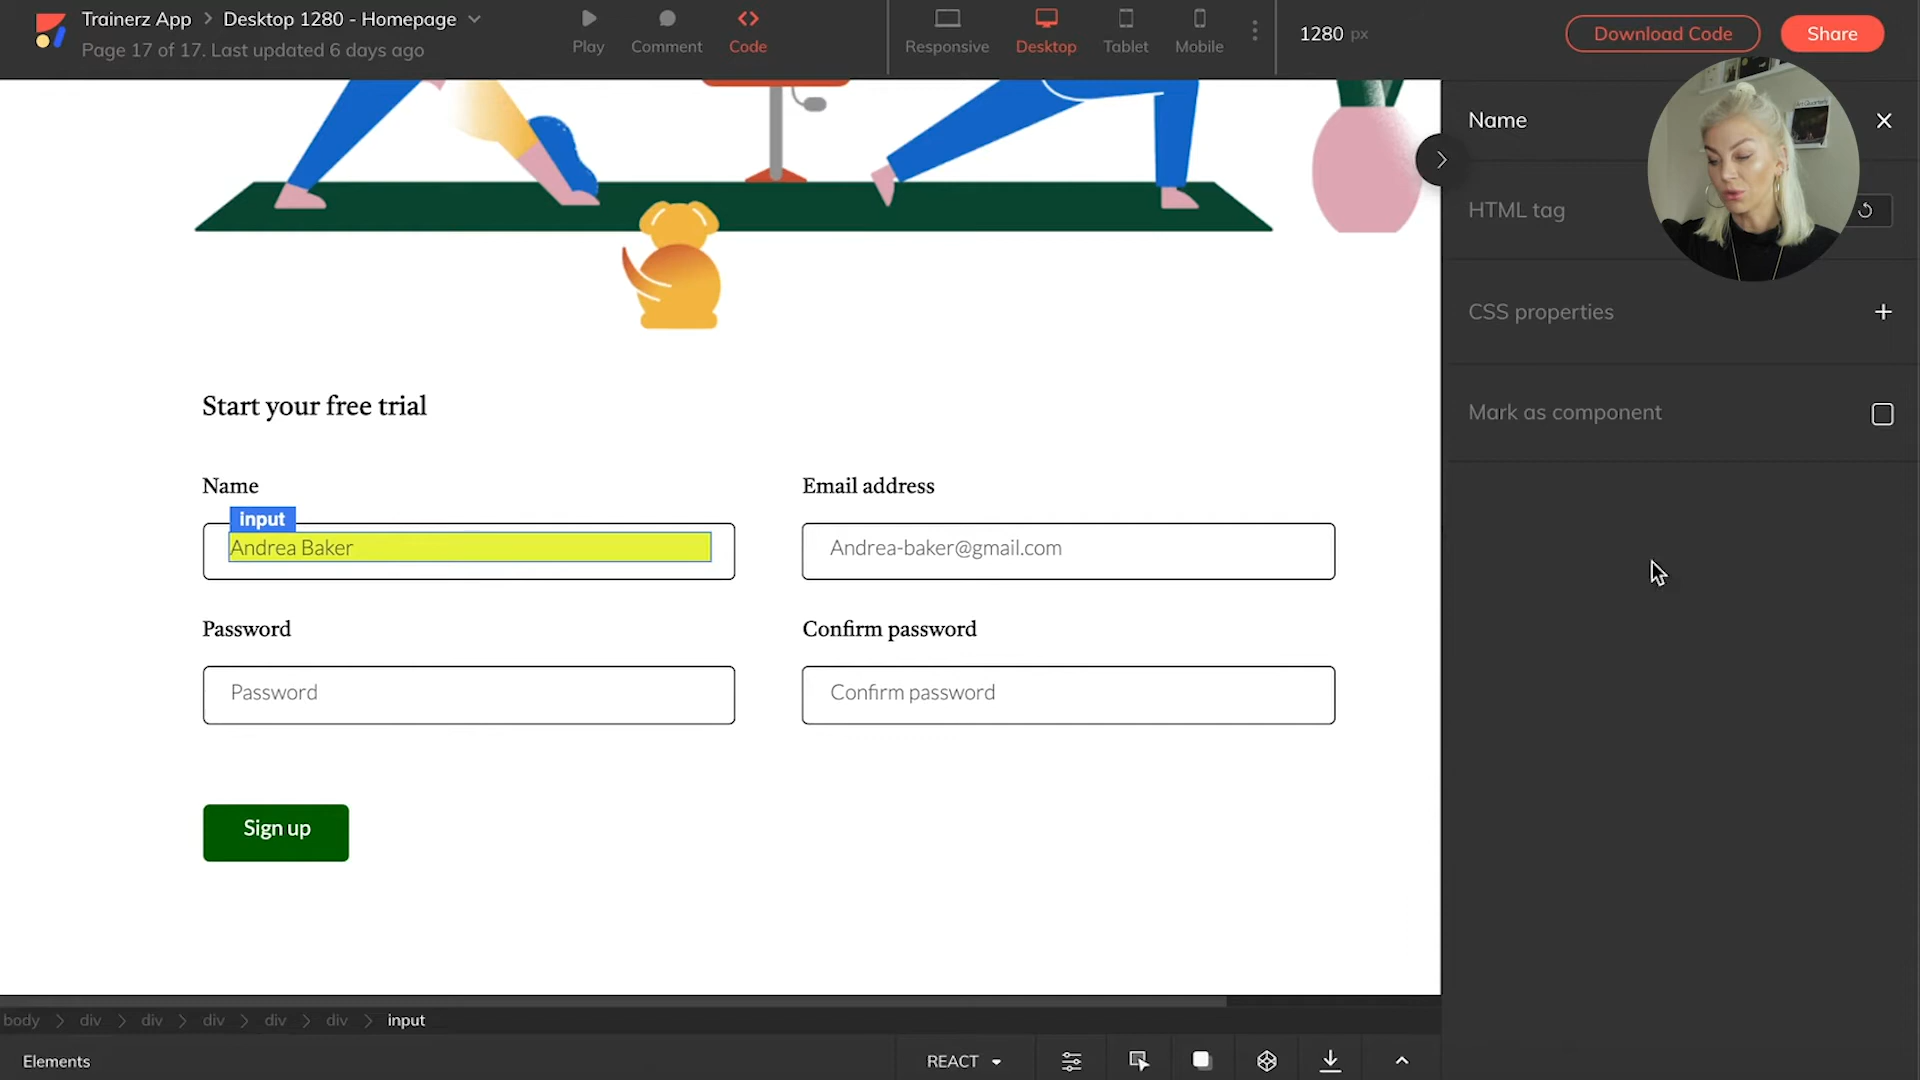 Trainerz App > Desktop 1280 - Homepage
Page 17 of 17. Last updated 6 days ago
Play
Comment
Code
Responsive
Desktop
Tablet
Mobile
1280 px
Download Code
Share
Name
HTML tag
CSS properties
Mark as component
Start your free trial
Name
Email address
input
Andrea Baker
Andrea-baker@gmail.com
Password
Confirm password
Password
Confirm password
Sign up
body > div > div > div > div > div > input
Elements
REACT